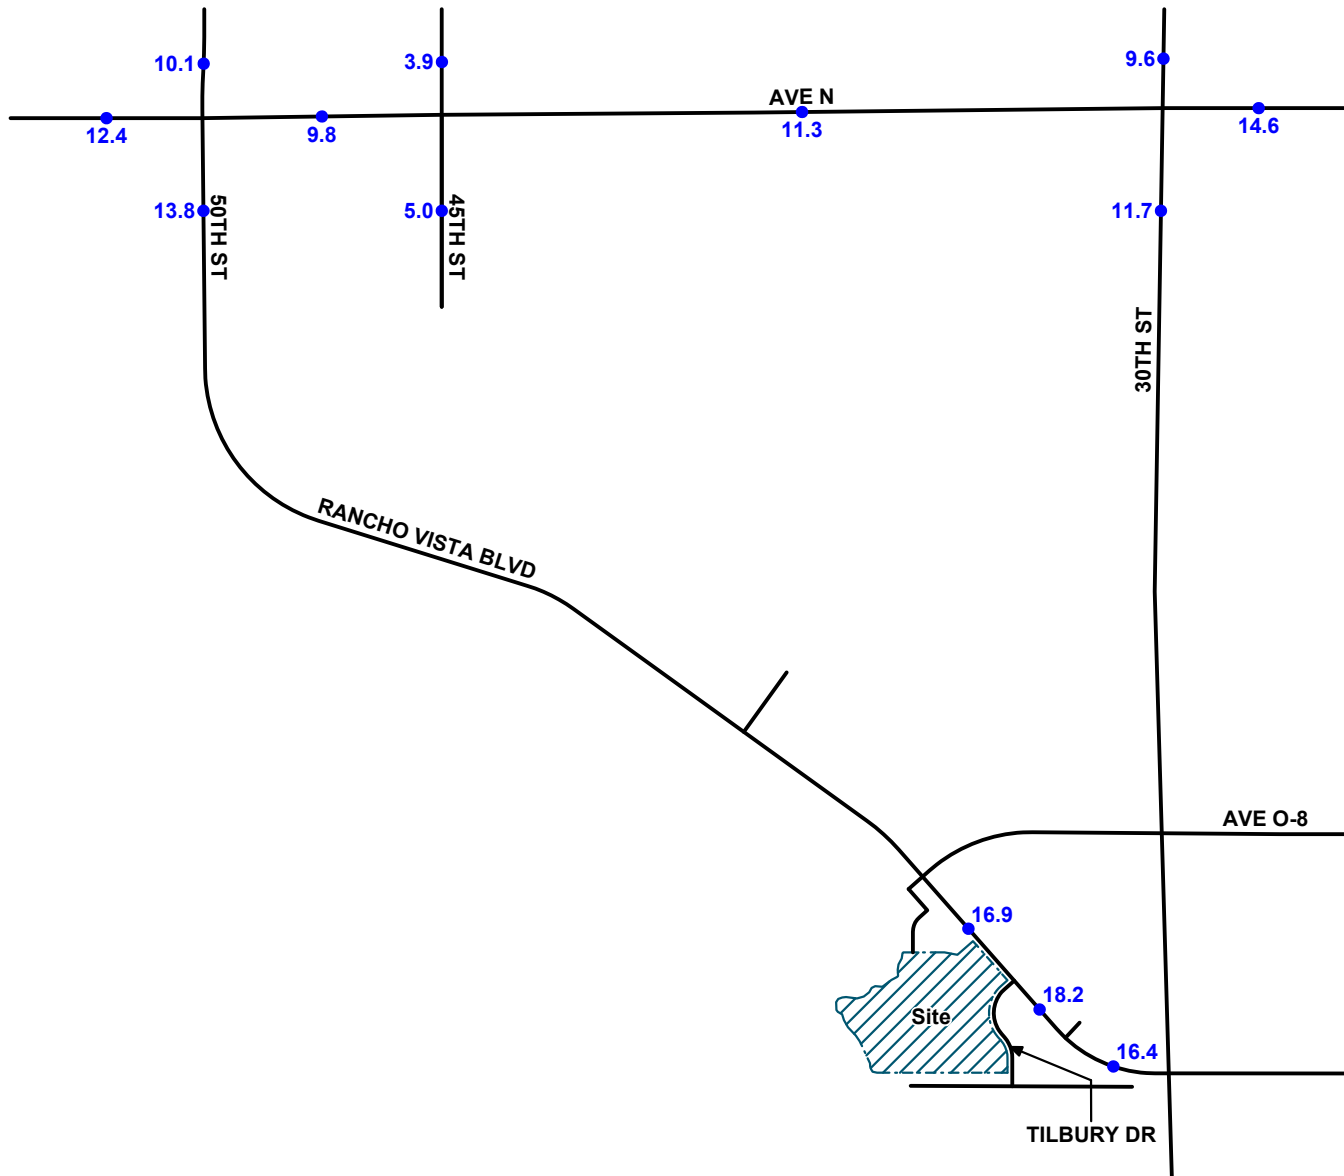 10.1
3.9
9.6
AVE N
12.4
9.8
11.3
14.6
13.8
50TH ST
5.0
45TH ST
11.7
30TH ST
RANCHO VISTA BLVD
AVE O-8
16.9
18.2
Site
16.4
TILBURY DR